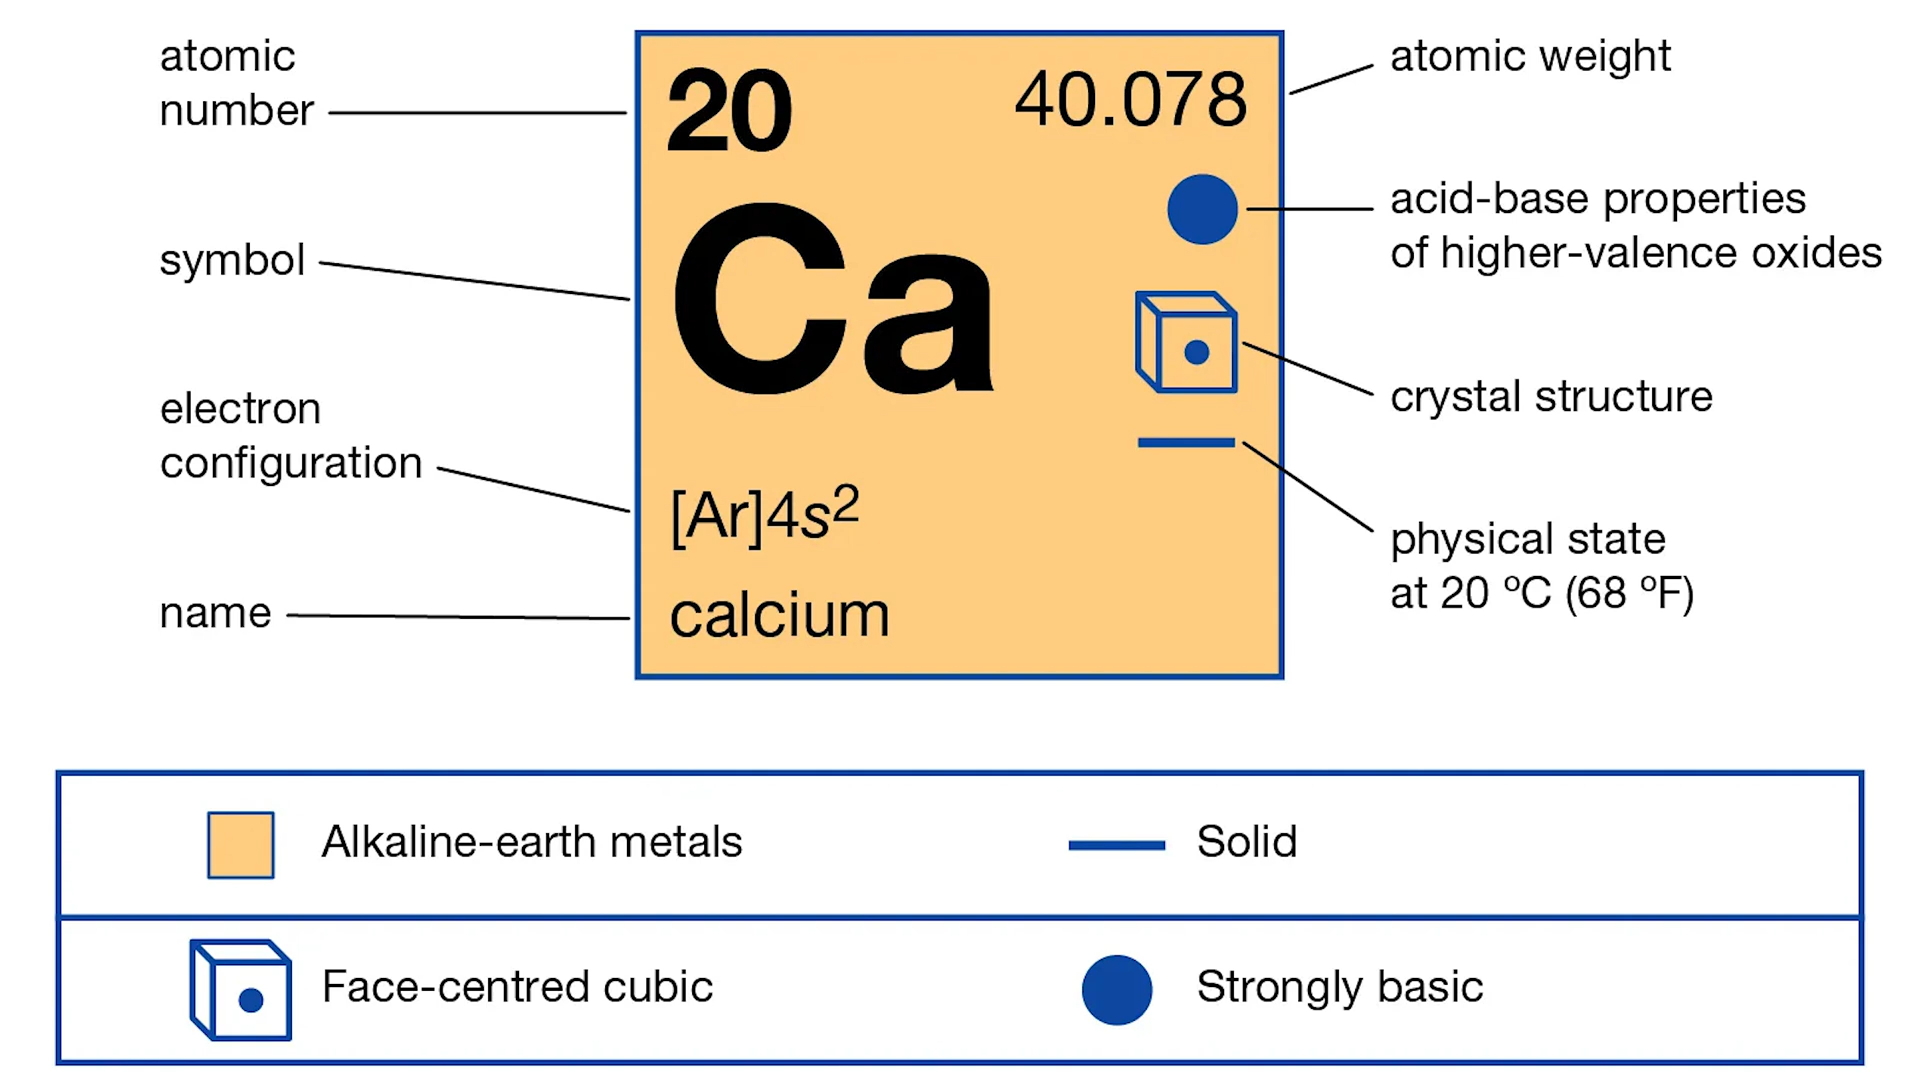 atomic
number
20
40.078
atomic weight
symbol
Ca
acid-base properties
of higher-valence oxides
crystal structure
electron
configuration
[Ar]4s²
physical state
at 20 ºC (68 ºF)
name
calcium
Alkaline-earth metals
Solid
Face-centred cubic
Strongly basic